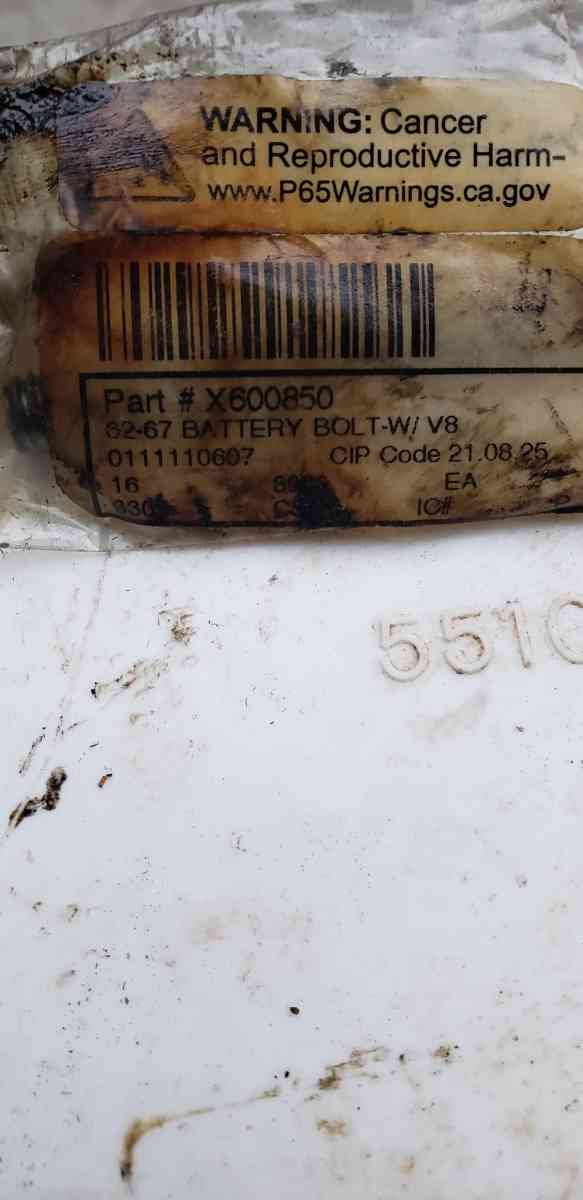 WARNING: Cancer
and Reproductive Harm-
www.P65Warnings.ca.gov
Part # X600850
62-67 BATTERY BOLT-W/ V8
0111110607 CIP Code 21.08.25
16 EA
IC#
551